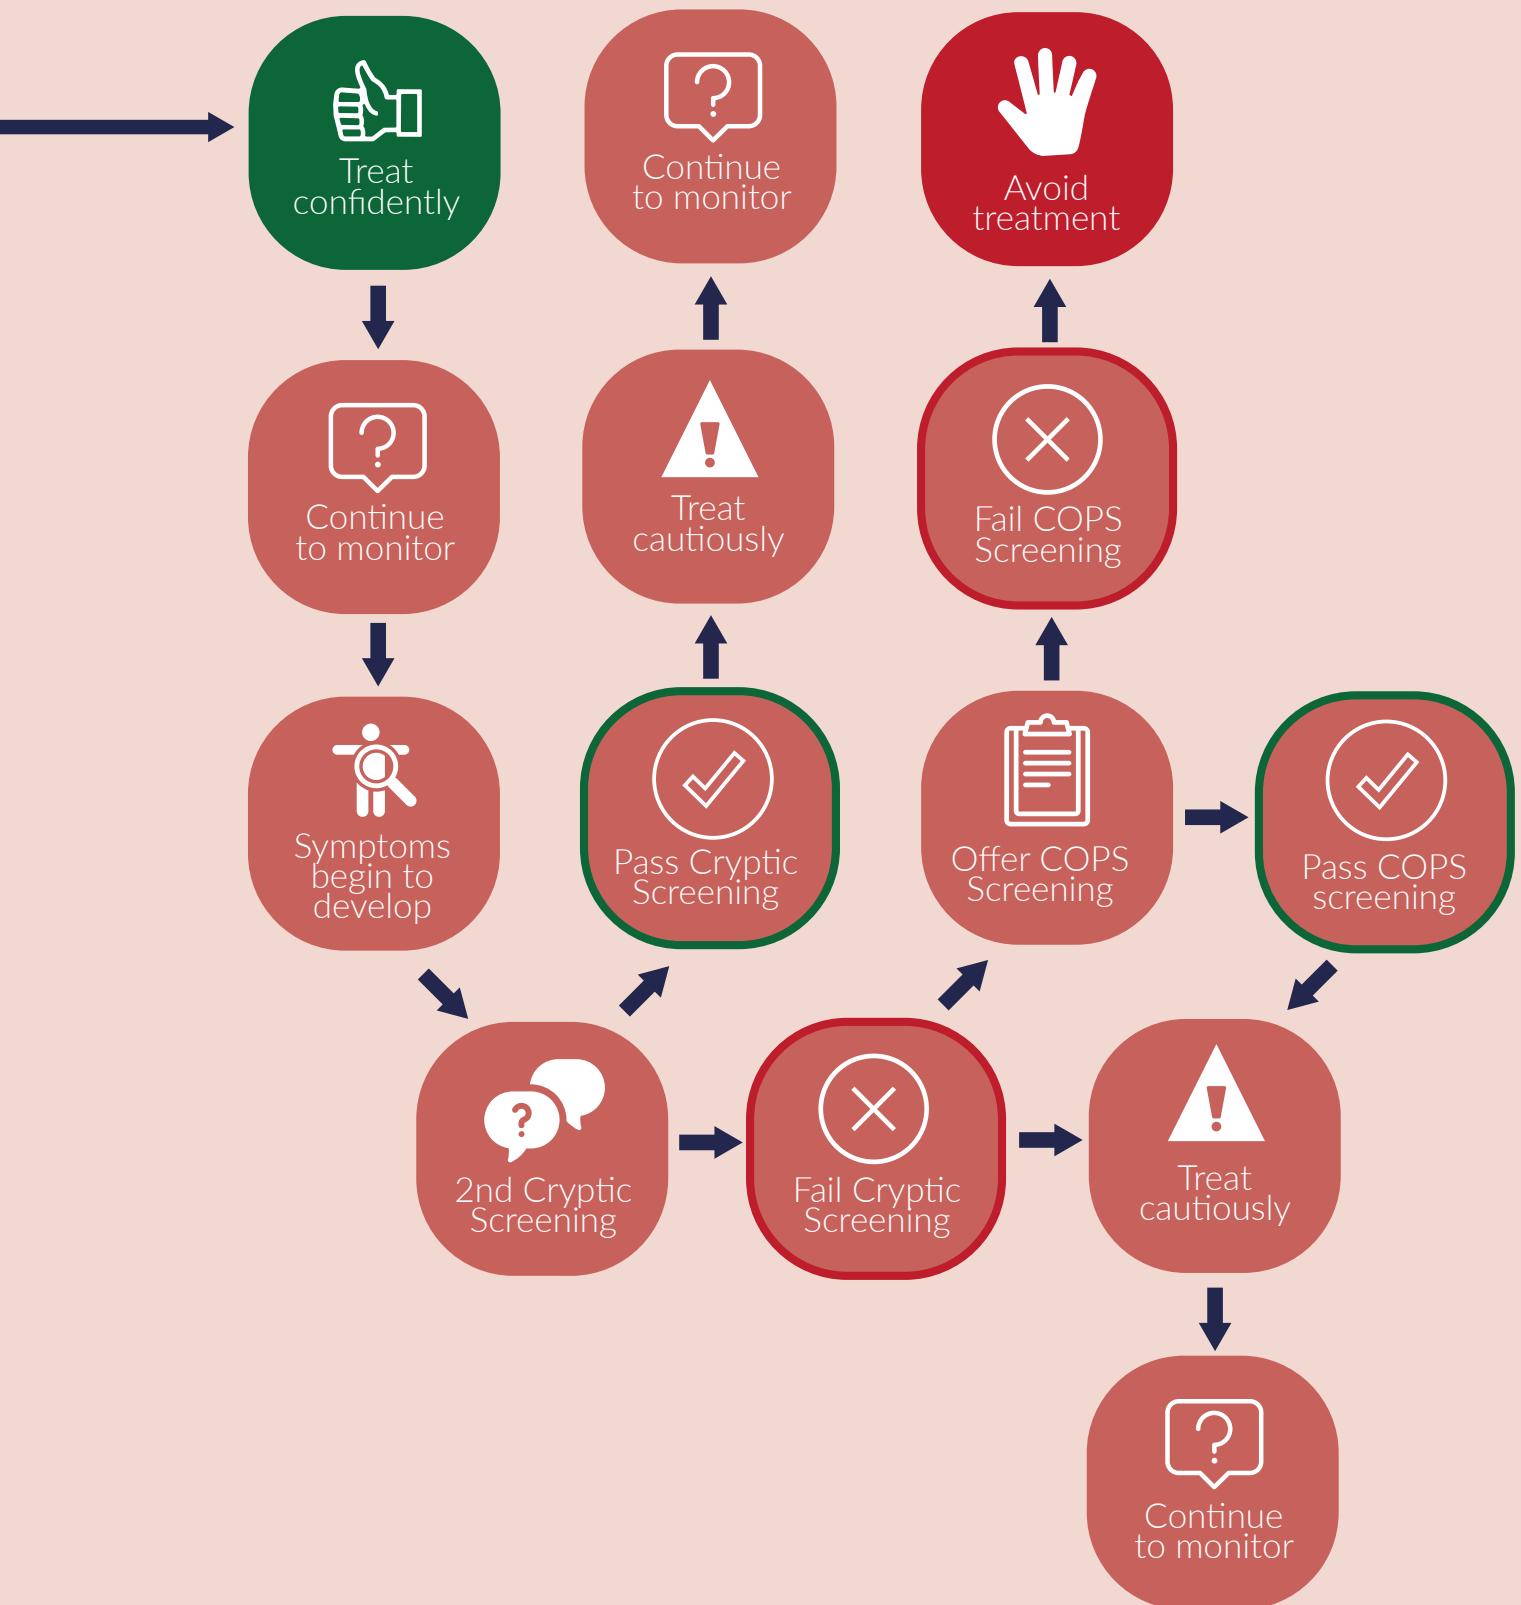 Treat
confidently
Continue
to monitor
Avoid
treatment
Continue
to monitor
Treat
cautiously
Fail COPS
Screening
Symptoms
begin to
develop
Pass Cryptic
Screening
Offer COPS
Screening
Pass COPS
screening
2nd Cryptic
Screening
Fail Cryptic
Screening
Treat
cautiously
Continue
to monitor